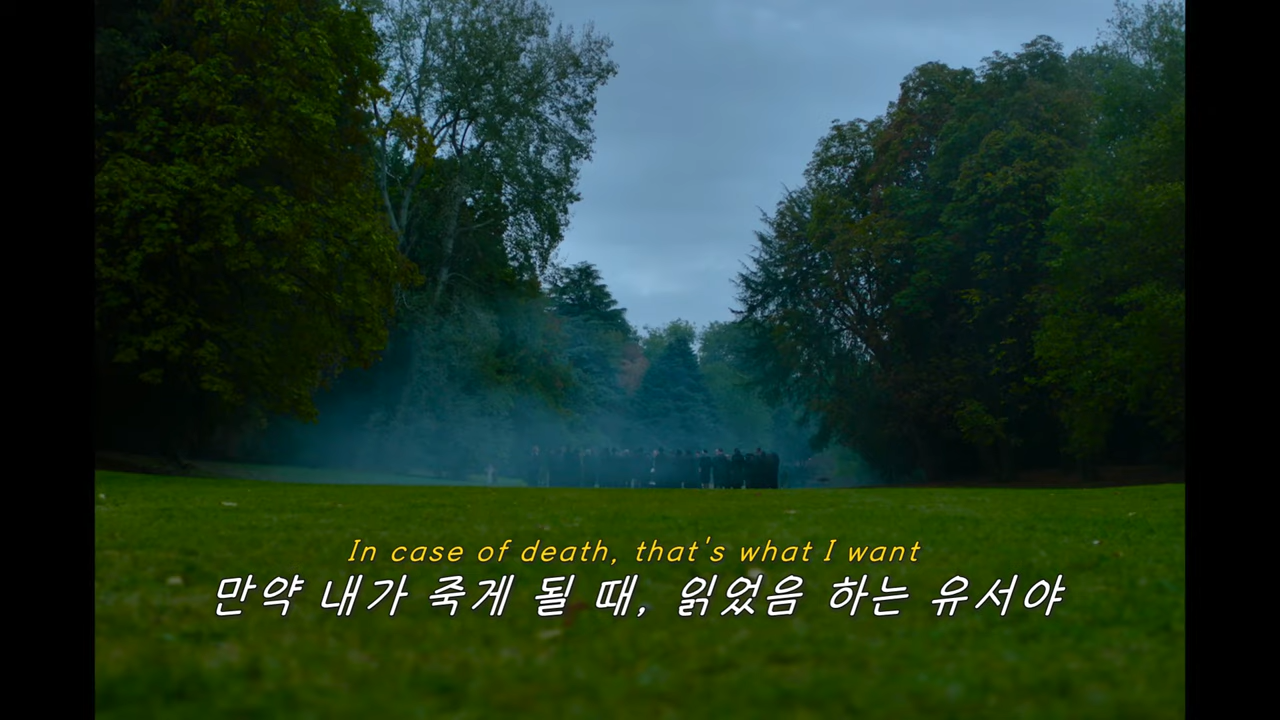 In case of death, that's what I want
만약 내가 죽게 될 때, 읽었음 하는 유서야